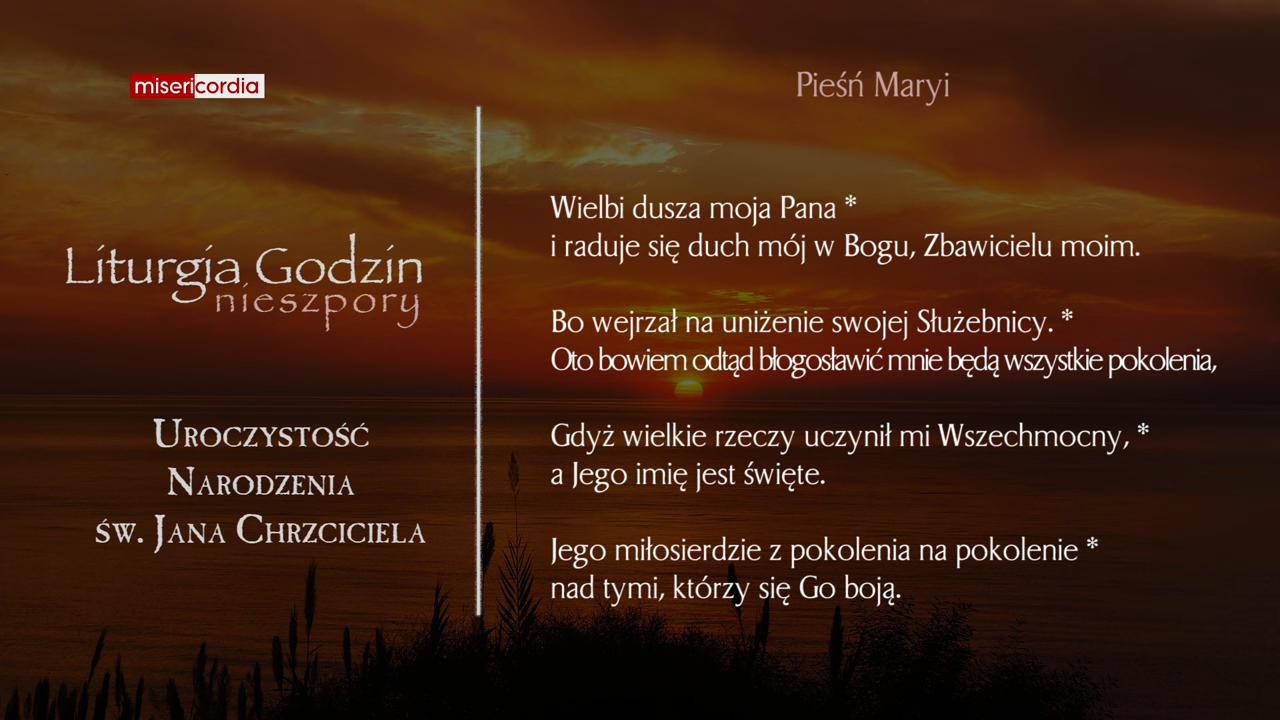 misericordia
Liturgia Godzin
nieszpory
Uroczystość
Narodzenia
św. Jana Chrzciciela
Pieśń Maryi
Wielbi dusza moja Pana *
i raduje się duch mój w Bogu, Zbawicielu moim.
Bo wejrzał na uniżenie swojej Służebnicy. *
Oto bowiem odtąd błogosławić mnie będą wszystkie pokolenia,
Gdyż wielkie rzeczy uczynił mi Wszechmocny, *
a Jego imię jest święte.
Jego miłosierdzie z pokolenia na pokolenie *
nad tymi, którzy się Go boją.